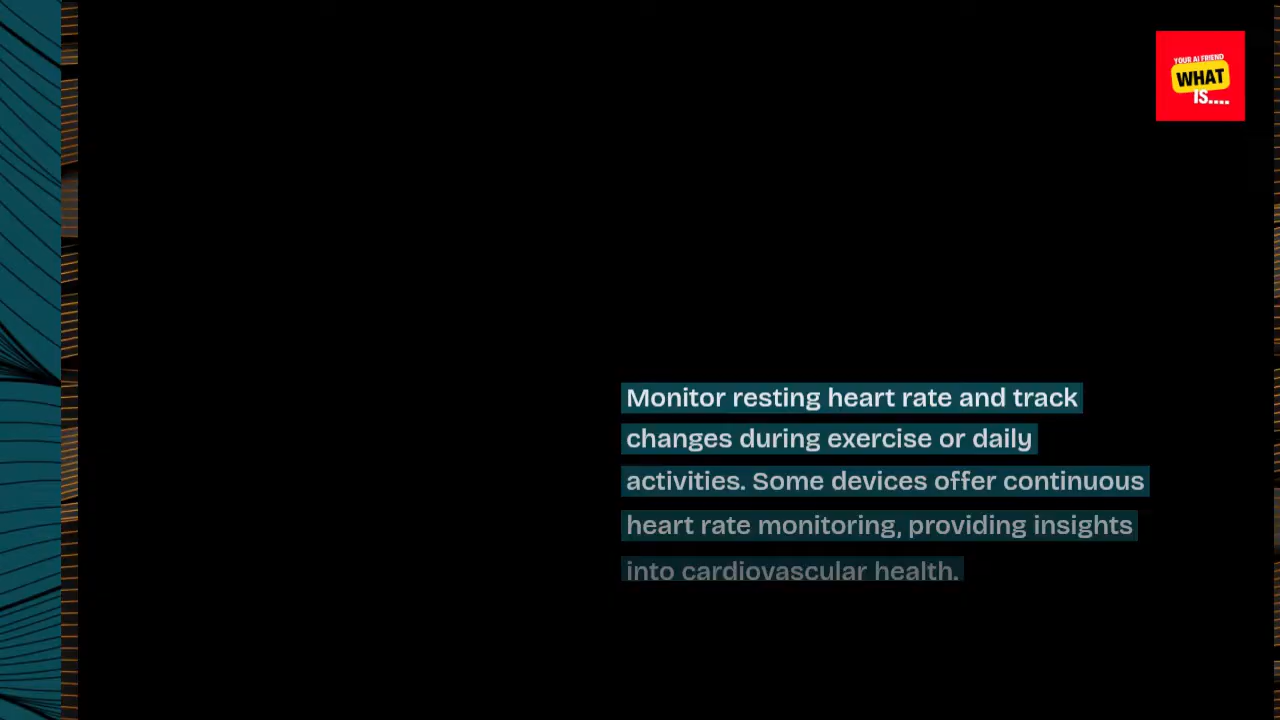 YOUR AI FRIEND
WHAT
IS....
Monitor resting heart rate and track
changes during exercise or daily
activities. Some devices offer continuous
heart rate monitoring, providing insights
into cardiovascular health.